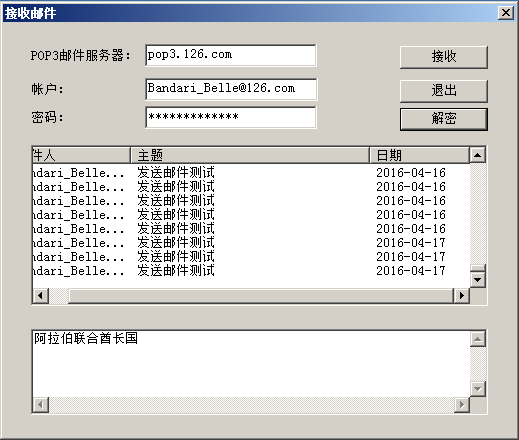 接收邮件
POP3邮件服务器: pop3.126.com 接收
帐户: Bandari_Belle@126.com 退出
密码: ************* 解密
件人 主题 日期
ndari_Belle... 发送邮件测试 2016-04-16
ndari_Belle... 发送邮件测试 2016-04-16
ndari_Belle... 发送邮件测试 2016-04-16
ndari_Belle... 发送邮件测试 2016-04-16
ndari_Belle... 发送邮件测试 2016-04-16
ndari_Belle... 发送邮件测试 2016-04-17
ndari_Belle... 发送邮件测试 2016-04-17
ndari_Belle... 发送邮件测试 2016-04-17
阿拉伯联合酋长国